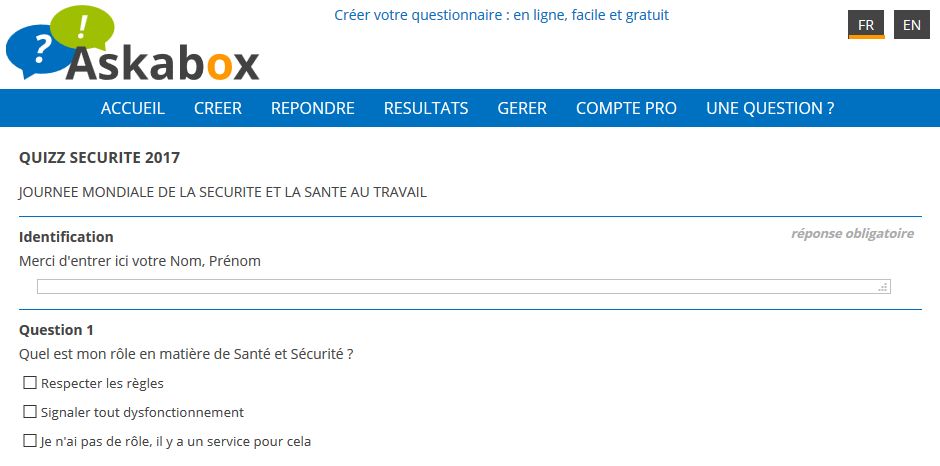 Créer votre questionnaire : en ligne, facile et gratuit
FR EN
? !
Askabox
ACCUEIL CREER REPONDRE RESULTATS GERER COMPTE PRO UNE QUESTION ?
QUIZZ SECURITE 2017
JOURNEE MONDIALE DE LA SECURITE ET LA SANTE AU TRAVAIL
Identification réponse obligatoire
Merci d'entrer ici votre Nom, Prénom
Question 1
Quel est mon rôle en matière de Santé et Sécurité ?
Respecter les règles
Signaler tout dysfonctionnement
Je n'ai pas de rôle, il y a un service pour cela